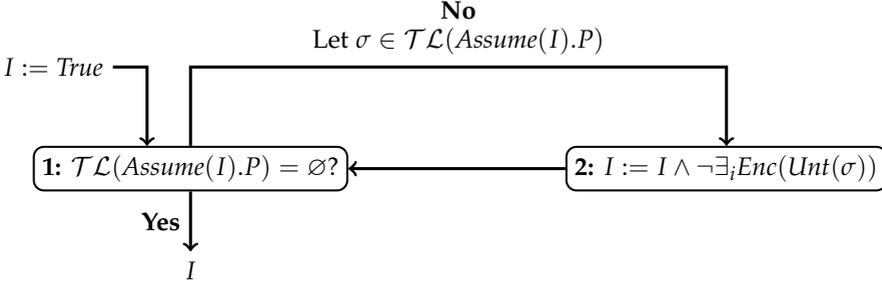 No
Let σ ∈ 𝒯ℒ(Assume(I).P)
I := True
1: 𝒯ℒ(Assume(I).P) = ∅?
2: I := I ∧ ¬∃ᵢEnc(Unt(σ))
Yes
I